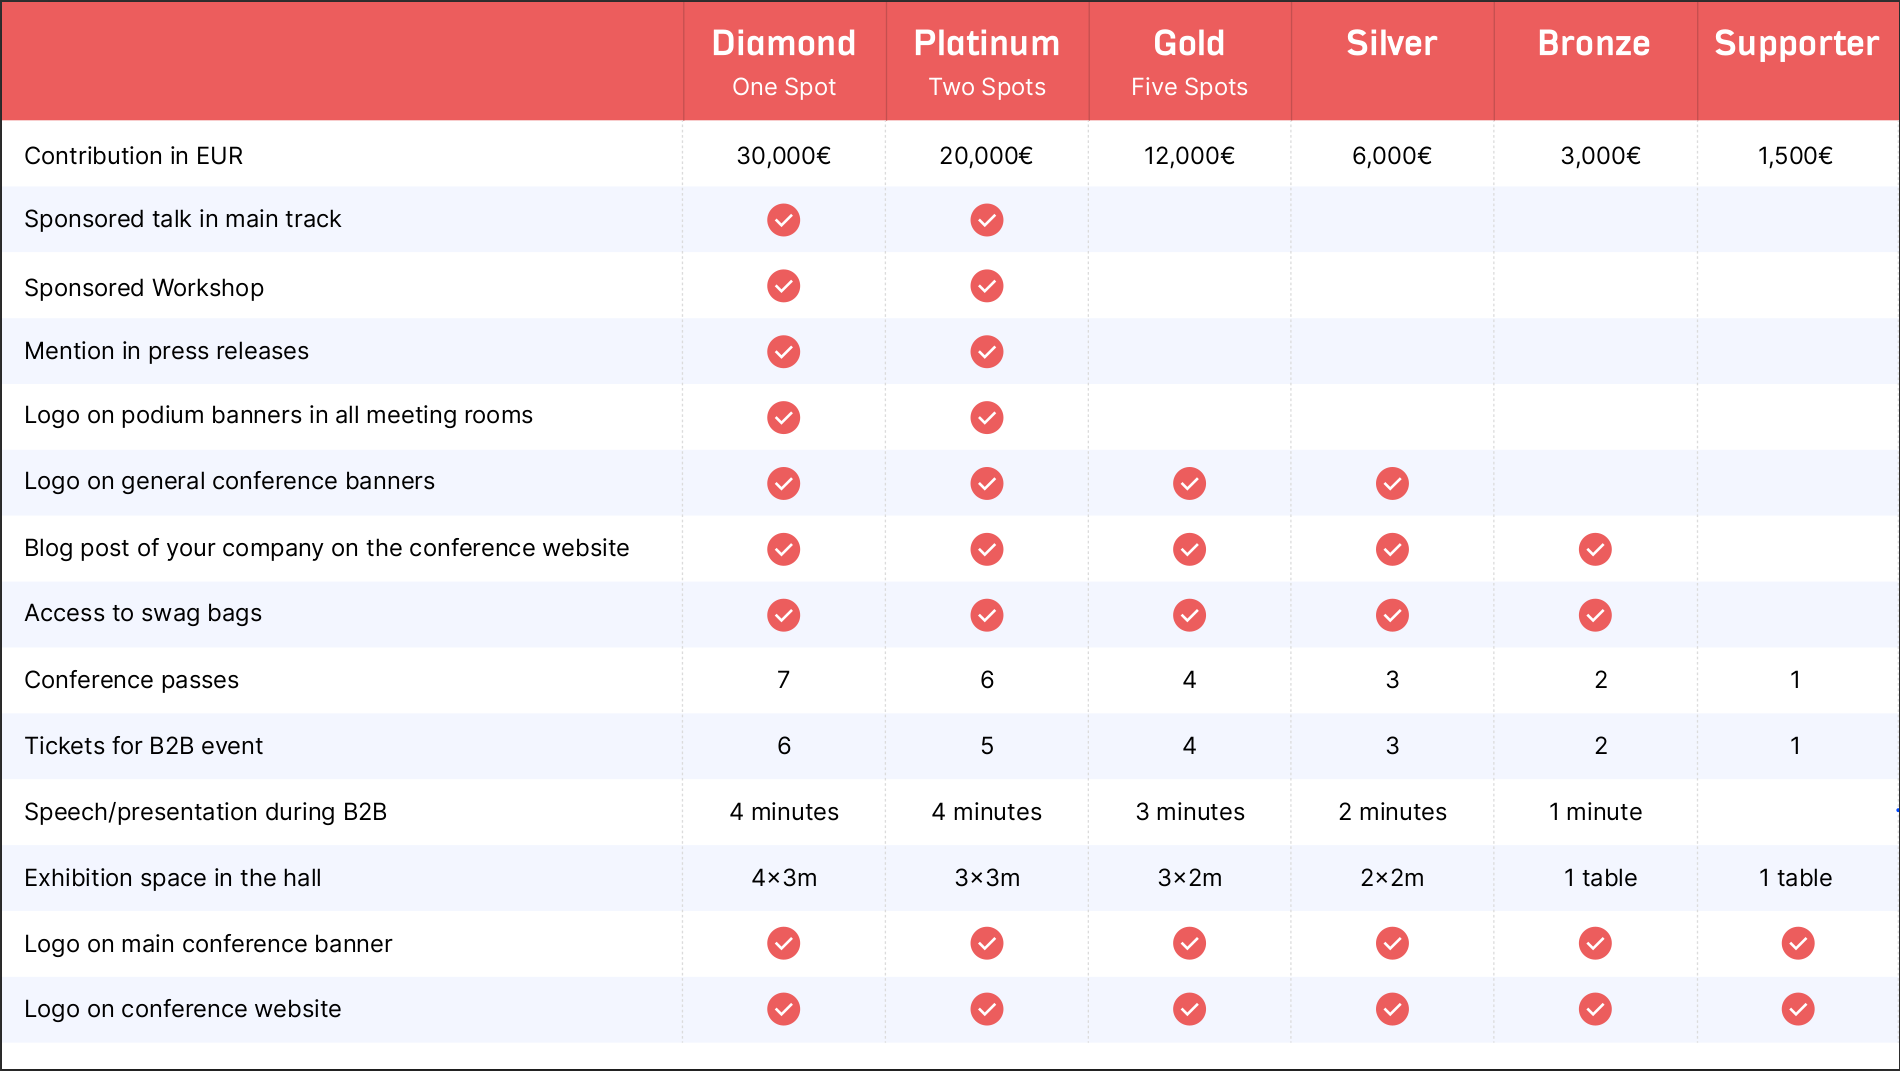 Diamond Platinum Gold Silver Bronze Supporter
One Spot Two Spots Five Spots
Contribution in EUR 30,000€ 20,000€ 12,000€ 6,000€ 3,000€ 1,500€
Sponsored talk in main track
Sponsored Workshop
Mention in press releases
Logo on podium banners in all meeting rooms
Logo on general conference banners
Blog post of your company on the conference website
Access to swag bags
Conference passes 7 6 4 3 2 1
Tickets for B2B event 6 5 4 3 2 1
Speech/presentation during B2B 4 minutes 4 minutes 3 minutes 2 minutes 1 minute
Exhibition space in the hall 4×3m 3×3m 3×2m 2×2m 1 table 1 table
Logo on main conference banner
Logo on conference website